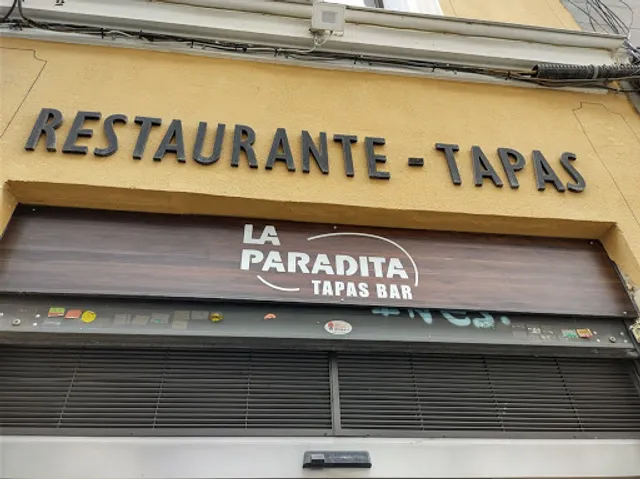 RESTAURANTE - TAPAS
LA
PARADITA
TAPAS BAR